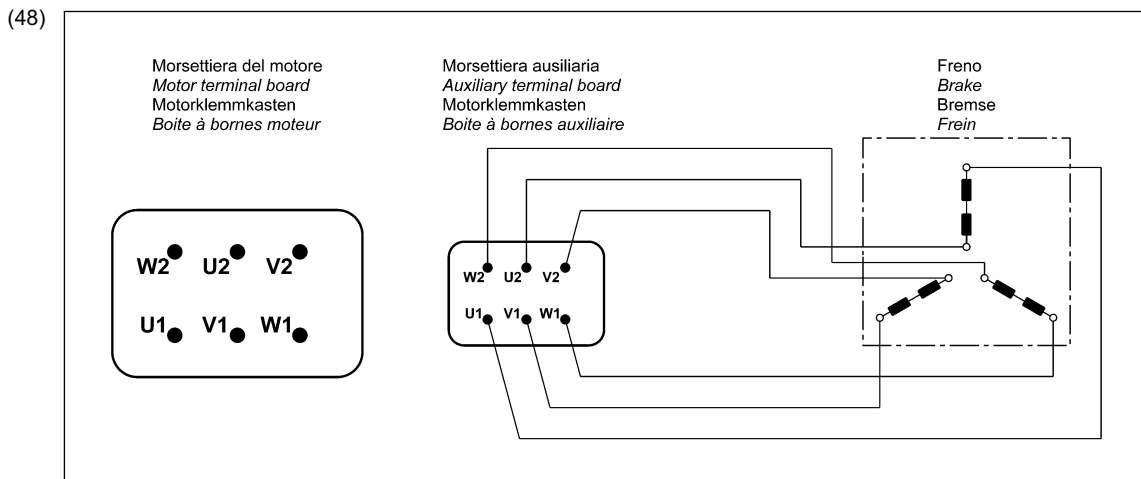 (48)
Morsettiera del motore
Motor terminal board
Motorklemmkasten
Boite à bornes moteur
Morsettiera ausiliaria
Auxiliary terminal board
Motorklemmkasten
Boite à bornes auxiliaire
Freno
Brake
Bremse
Frein
W2 U2 V2
U1 V1 W1
W2 U2 V2
U1 V1 W1